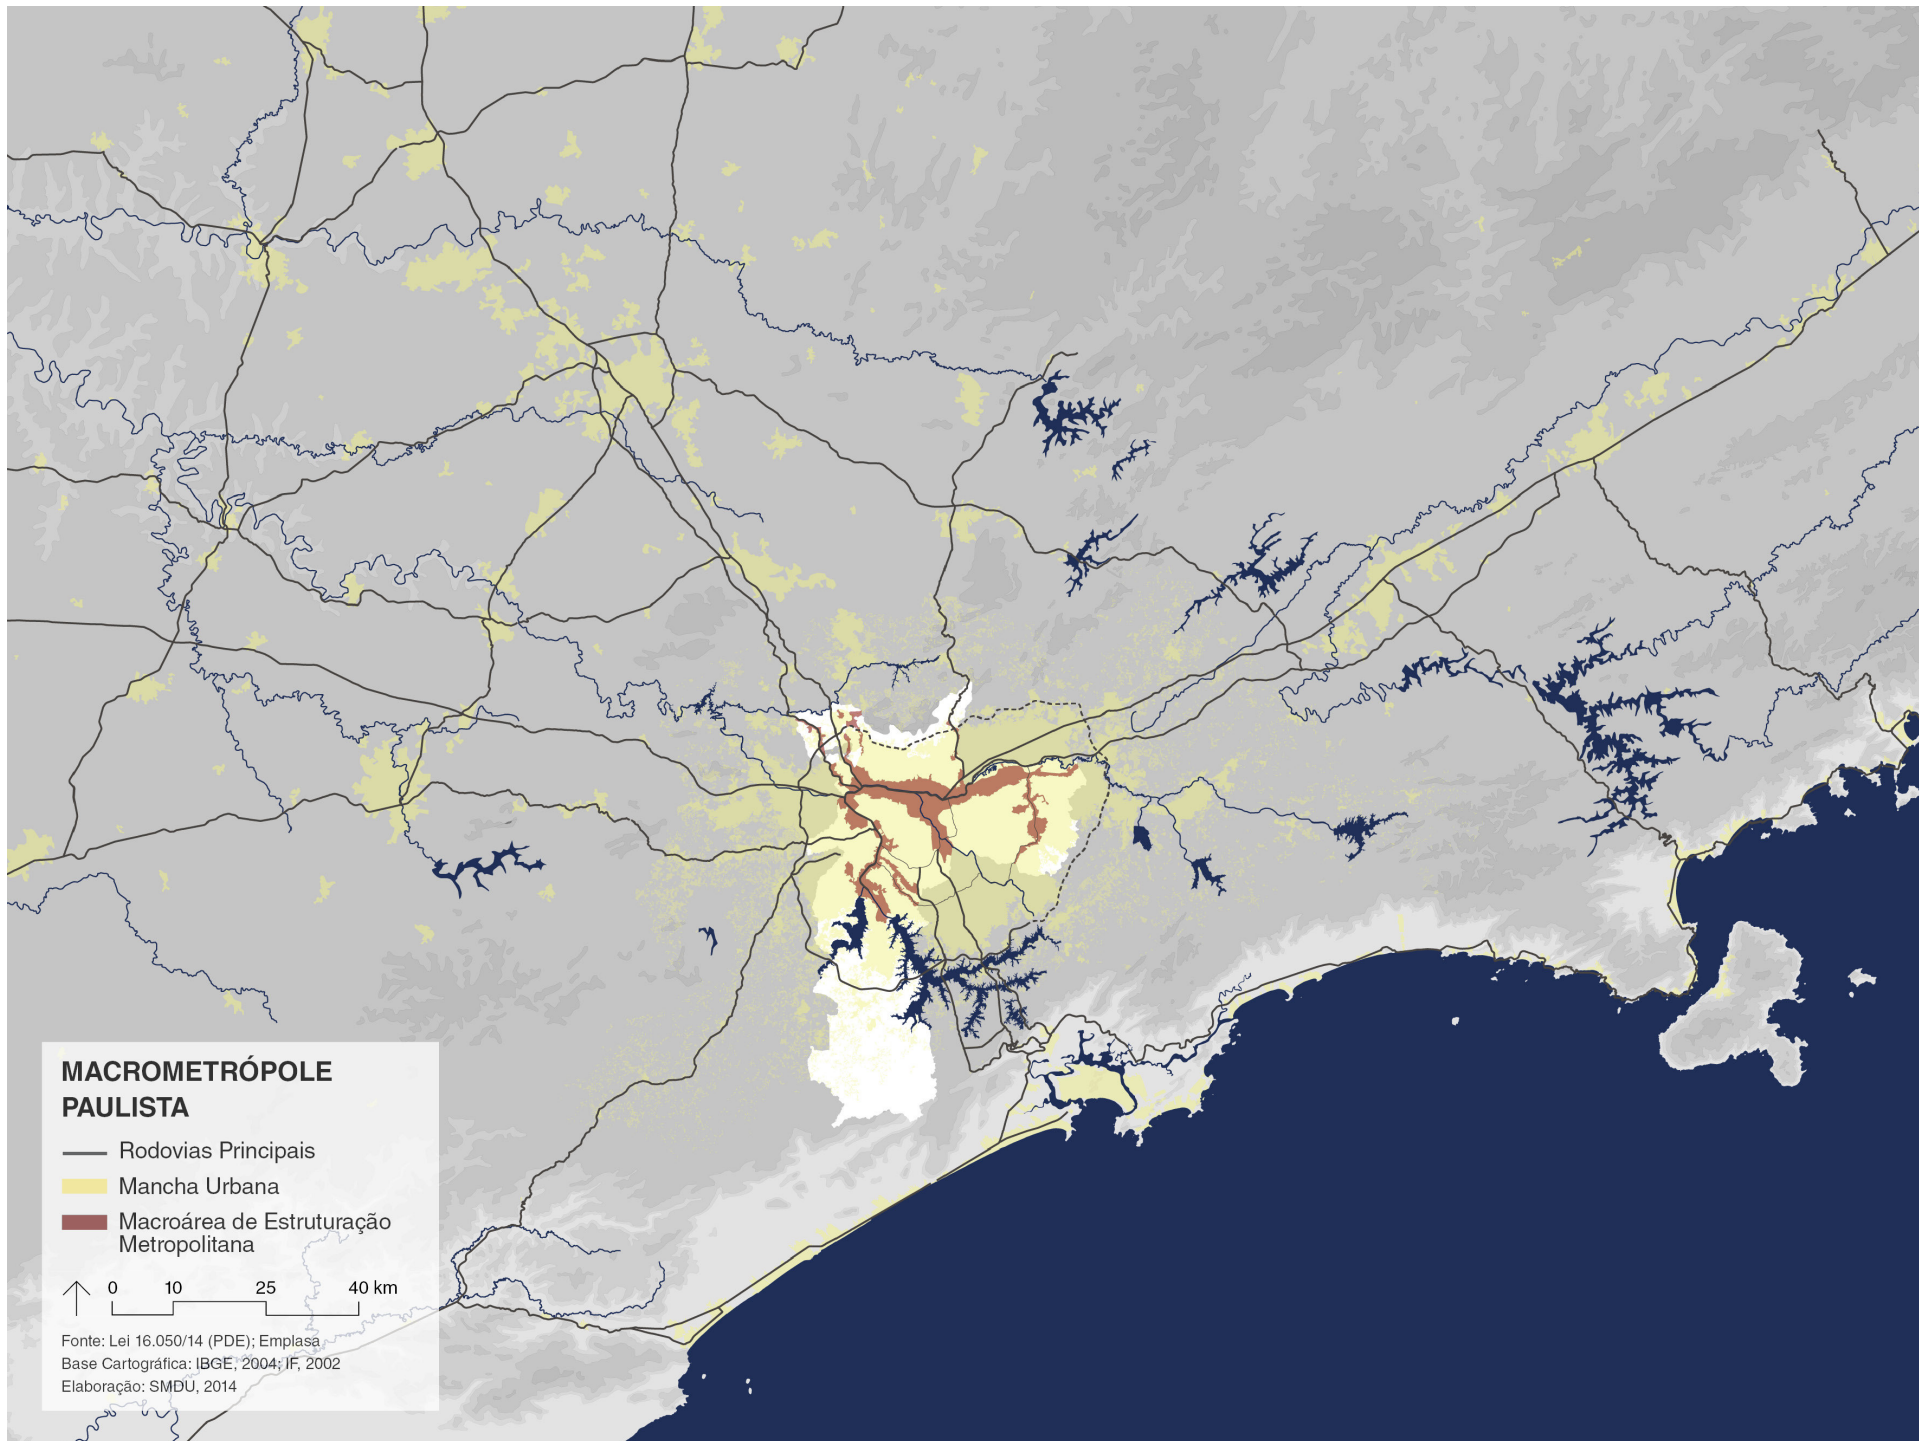 MACROMETRÓPOLE
PAULISTA
Rodovias Principais
Mancha Urbana
Macroárea de Estruturação
Metropolitana
0 10 25 40 km
Fonte: Lei 16.050/14 (PDE); Emplasa
Base Cartográfica: IBGE, 2004; IF, 2002
Elaboração: SMDU, 2014